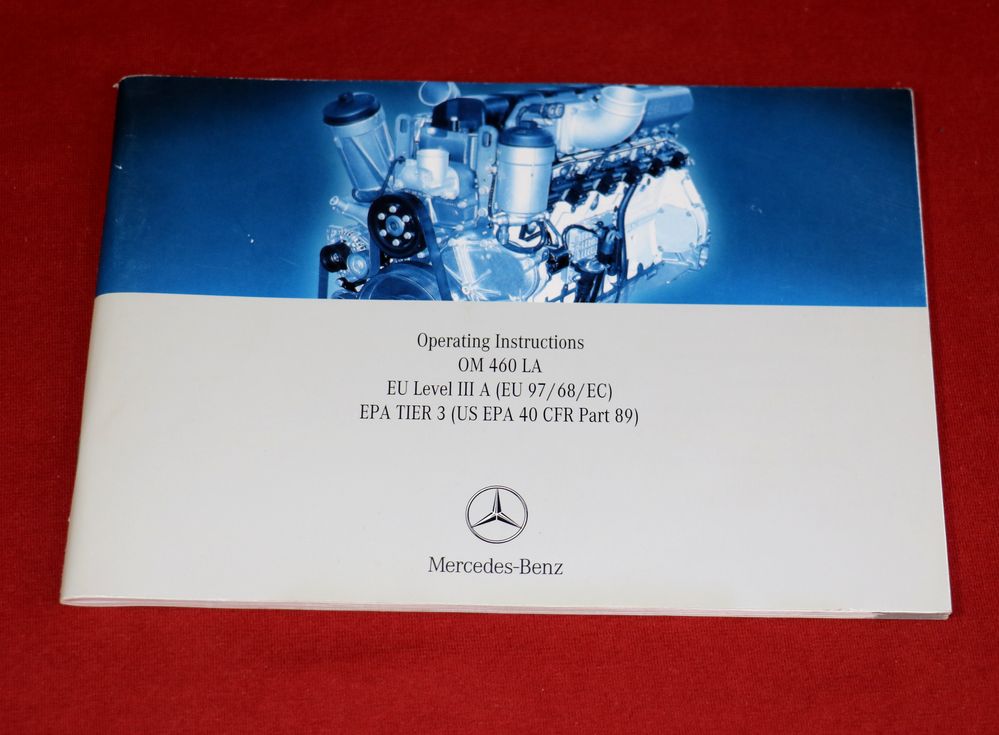 Operating Instructions
OM 460 LA
EU Level III A (EU 97/68/EC)
EPA TIER 3 (US EPA 40 CFR Part 89)
Mercedes-Benz